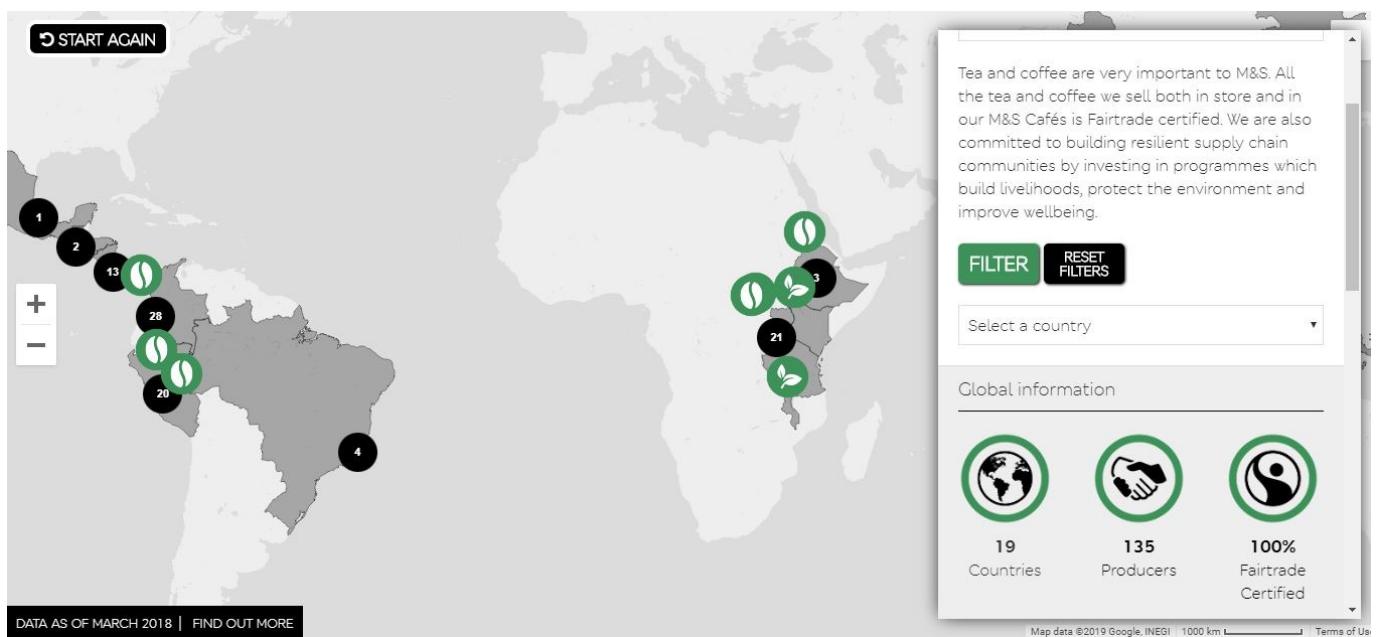 START AGAIN
1
2
13
28
20
4
3
21
Tea and coffee are very important to M&S. All
the tea and coffee we sell both in store and in
our M&S Cafés is Fairtrade certified. We are also
committed to building resilient supply chain
communities by investing in programmes which
build livelihoods, protect the environment and
improve wellbeing.
FILTER
RESET
FILTERS
Select a country
Global information
19
Countries
135
Producers
100%
Fairtrade
Certified
DATA AS OF MARCH 2018 | FIND OUT MORE
Map data ©2019 Google, INEGI
1000 km
Terms of Us